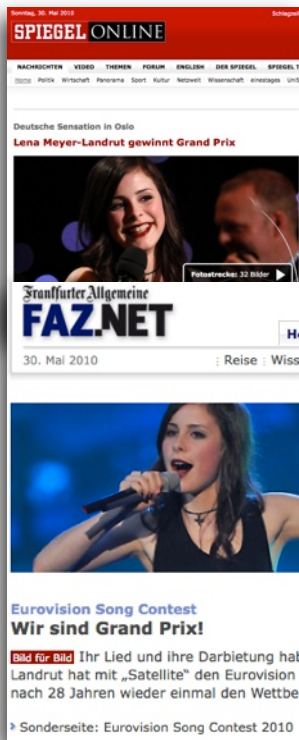 Sonntag, 30. Mai 2010
SPIEGEL ONLINE
NACHRICHTEN VIDEO THEMEN FORUM ENGLISH DER SPIEGEL SPIEGEL T
Home Politik Wirtschaft Panorama Sport Kultur Netzwelt Wissenschaft einestages
Deutsche Sensation in Oslo
Lena Meyer-Landrut gewinnt Grand Prix
Fotostrecke: 32 Bilder
Frankfurter Allgemeine
FAZ.NET
30. Mai 2010
Reise Wiss
Eurovision Song Contest
Wir sind Grand Prix!
Bild für Bild Ihr Lied und ihre Darbietung hab
Landrut hat mit „Satellite“ den Eurovision
nach 28 Jahren wieder einmal den Wettbe
Sonderseite: Eurovision Song Contest 2010